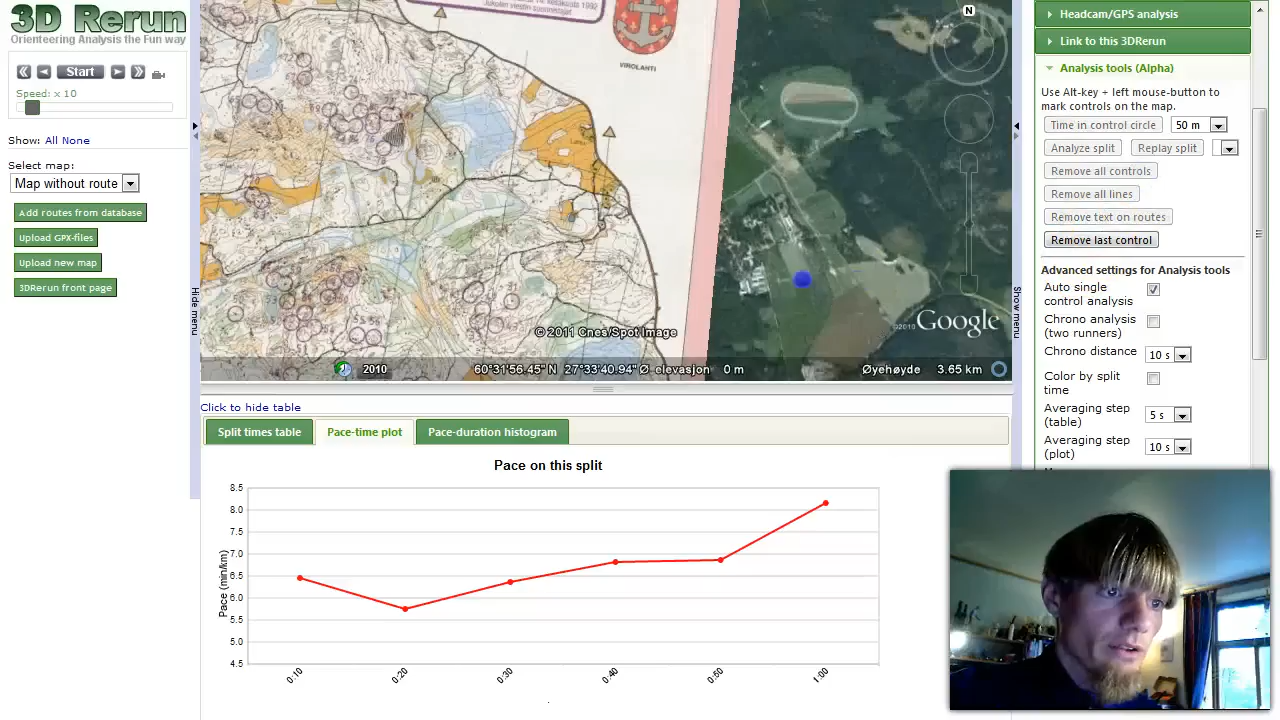 3D Rerun
Orienteering Analysis the Fun way
Start
Speed: x 10
Show: All None
Select map:
Map without route
Add routes from database
Upload GPX-files
Upload new map
3DRerun front page
Hide menu
Jukolan viestin suunnistajat
VIROLAHTI
N
© 2011 Cnes/Spot Image
©2010 Google
2010
60°31'56.45" N 27°33'40.94" Ø elevasjon 0 m
Øyehøyde 3.65 km
Show menu
Headcam/GPS analysis
Link to this 3DRerun
Analysis tools (Alpha)
Use Alt-key + left mouse-button to
mark controls on the map.
Time in control circle 50 m
Analyze split Replay split
Remove all controls
Remove all lines
Remove text on routes
Remove last control
Advanced settings for Analysis tools
Auto single
control analysis
Chrono analysis
(two runners)
Chrono distance 10 s
Color by split
time
Averaging step
(table) 5 s
Averaging step
(plot) 10 s
Click to hide table
Split times table Pace-time plot Pace-duration histogram
Pace on this split
Pace (min/km)
8.5
8.0
7.5
7.0
6.5
6.0
5.5
5.0
4.5
0:10 0:20 0:30 0:40 0:50 1:00